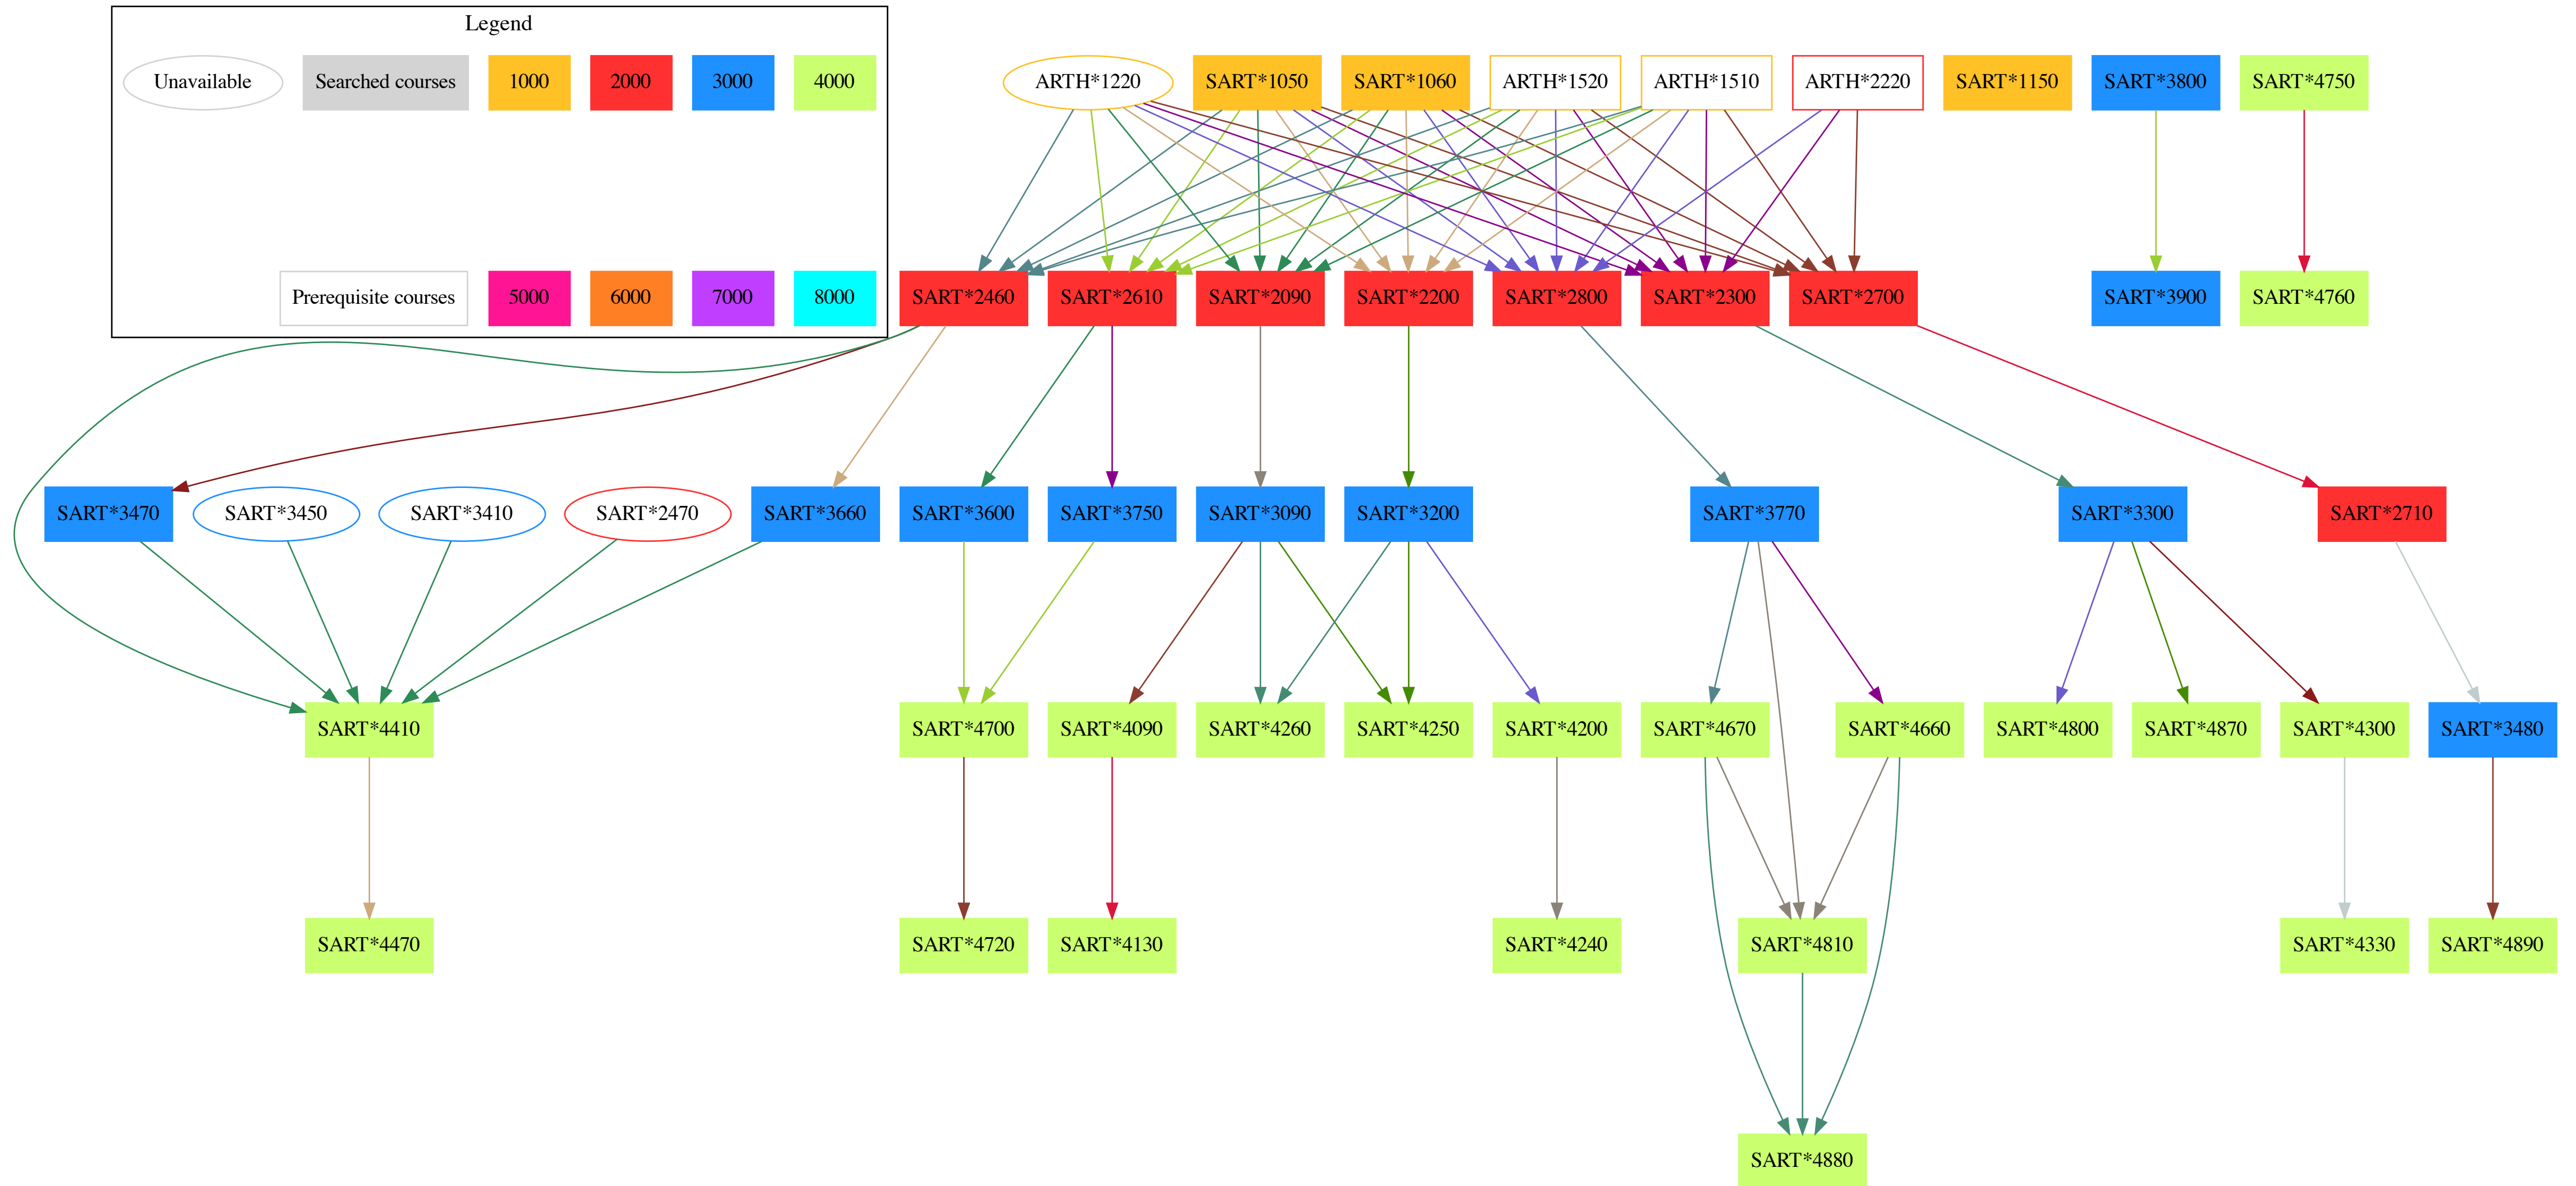 Legend
Unavailable
Searched courses
1000
2000
3000
4000
Prerequisite courses
5000
6000
7000
8000
ARTH*1220
SART*1050
SART*1060
ARTH*1520
ARTH*1510
ARTH*2220
SART*1150
SART*3800
SART*4750
SART*2460
SART*2610
SART*2090
SART*2200
SART*2800
SART*2300
SART*2700
SART*3900
SART*4760
SART*3470
SART*3450
SART*3410
SART*2470
SART*3660
SART*3600
SART*3750
SART*3090
SART*3200
SART*3770
SART*3300
SART*2710
SART*4410
SART*4700
SART*4090
SART*4260
SART*4250
SART*4200
SART*4670
SART*4660
SART*4800
SART*4870
SART*4300
SART*3480
SART*4470
SART*4720
SART*4130
SART*4240
SART*4810
SART*4330
SART*4890
SART*4880